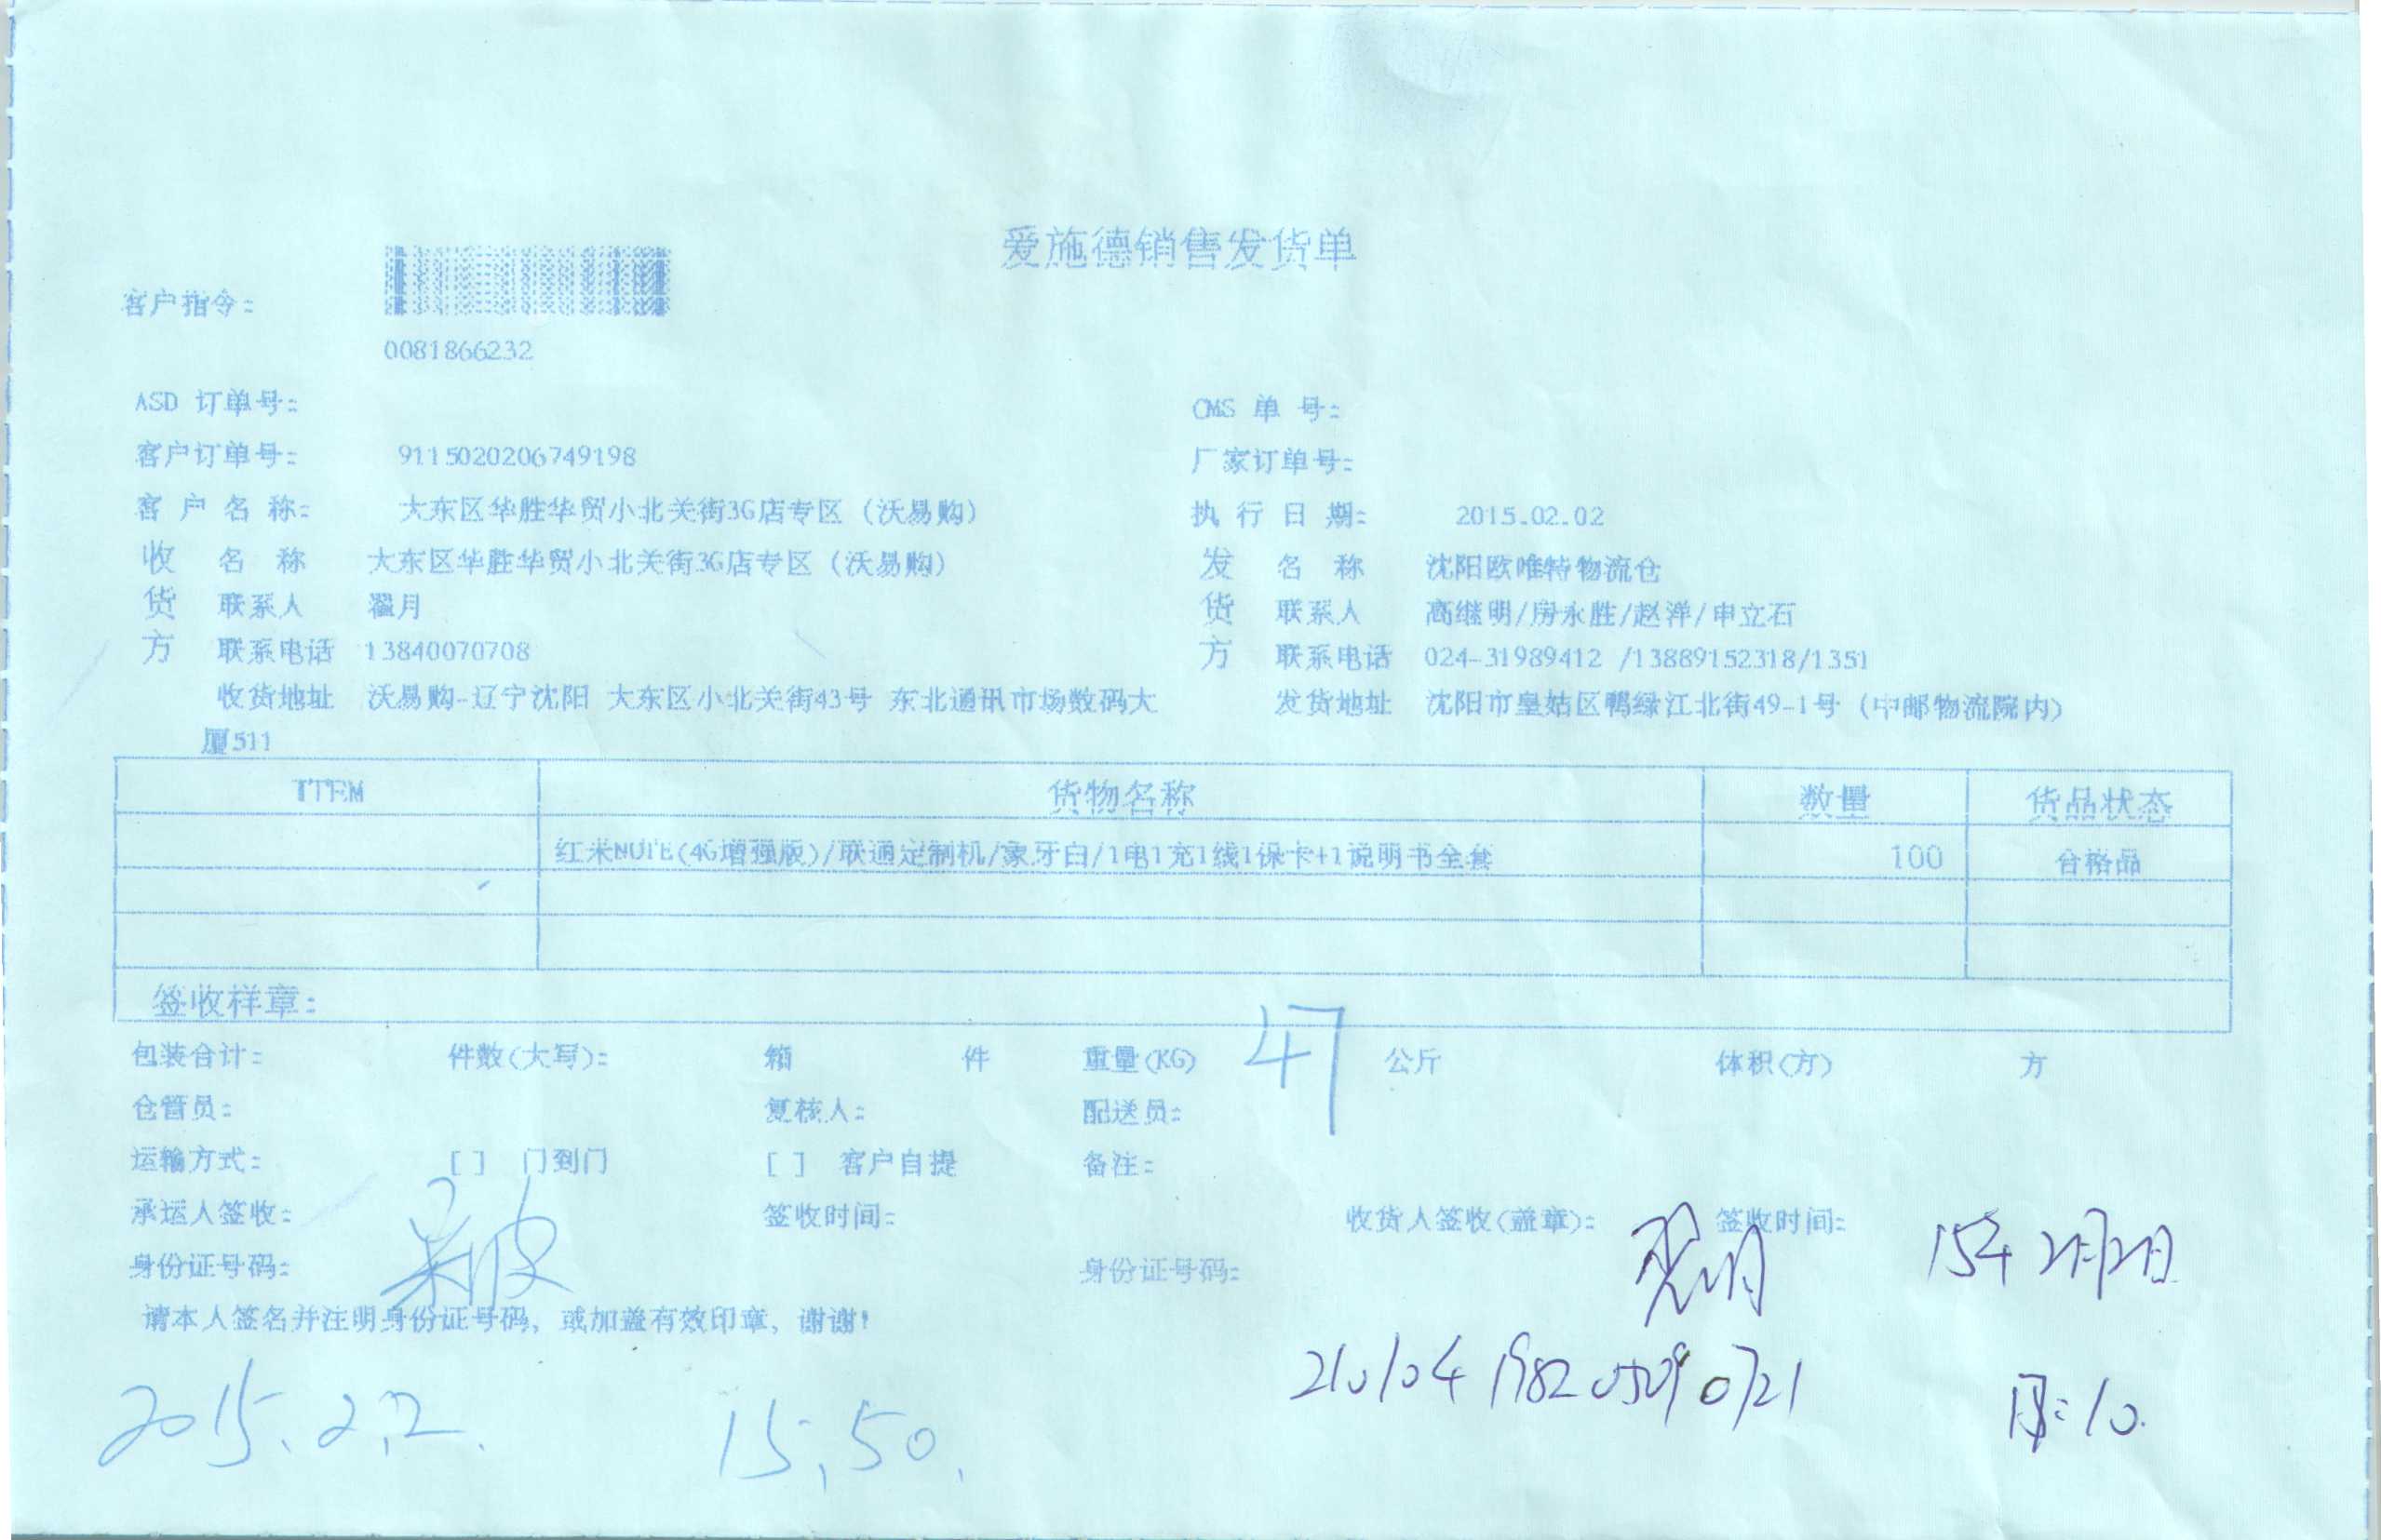 爱施德销售发货单
客户指令:
0081866232
ASD 订单号: CMS 单 号:
客户订单号: 9115020206749198 厂家订单号:
客 户 名 称: 大东区华胜华贸小北关街3G店专区 (沃易购) 执 行 日 期: 2015.02.02
收 名 称 大东区华胜华贸小北关街3G店专区 (沃易购) 发 名 称 沈阳欧唯特物流仓
货 联系人 翟月 货 联系人 高继明/房永胜/赵洋/申立石
方 联系电话 13840070708 方 联系电话 024-31989412 /13889152318/1351
收货地址 沃易购-辽宁沈阳 大东区小北关街43号 东北通讯市场数码大 发货地址 沈阳市皇姑区鸭绿江北街49-1号 (中邮物流院内)
厦511
ITEM 货物名称 数量 货品状态
红米NOTE(4G增强版)/联通定制机/象牙白/1电1充1线1保卡+1说明书全套 100 合格品
签收样章:
包装合计: 件数(大写): 箱 件 重量(KG) 47 公斤 体积(方) 方
仓管员: 复核人: 配送员:
运输方式: [ ] 门到门 [ ] 客户自提 备注:
承运人签收: 签收时间: 收货人签收(盖章): 翟月 签收时间: 15年2月2日
身份证号码: 身份证号码:
请本人签名并注明身份证号码, 或加盖有效印章, 谢谢!
210104198205090721
2015.2.2. 15.50.